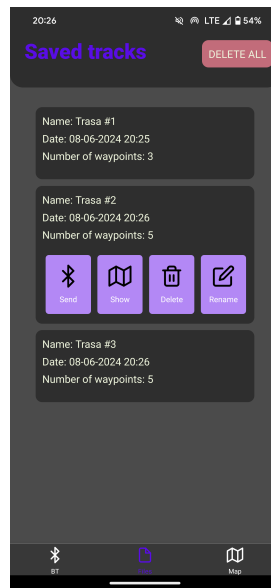 20:26 LTE 54%
Saved tracks
DELETE ALL
Name: Trasa #1
Date: 08-06-2024 20:25
Number of waypoints: 3
Name: Trasa #2
Date: 08-06-2024 20:26
Number of waypoints: 5
Send Show Delete Rename
Name: Trasa #3
Date: 08-06-2024 20:26
Number of waypoints: 5
BT Map